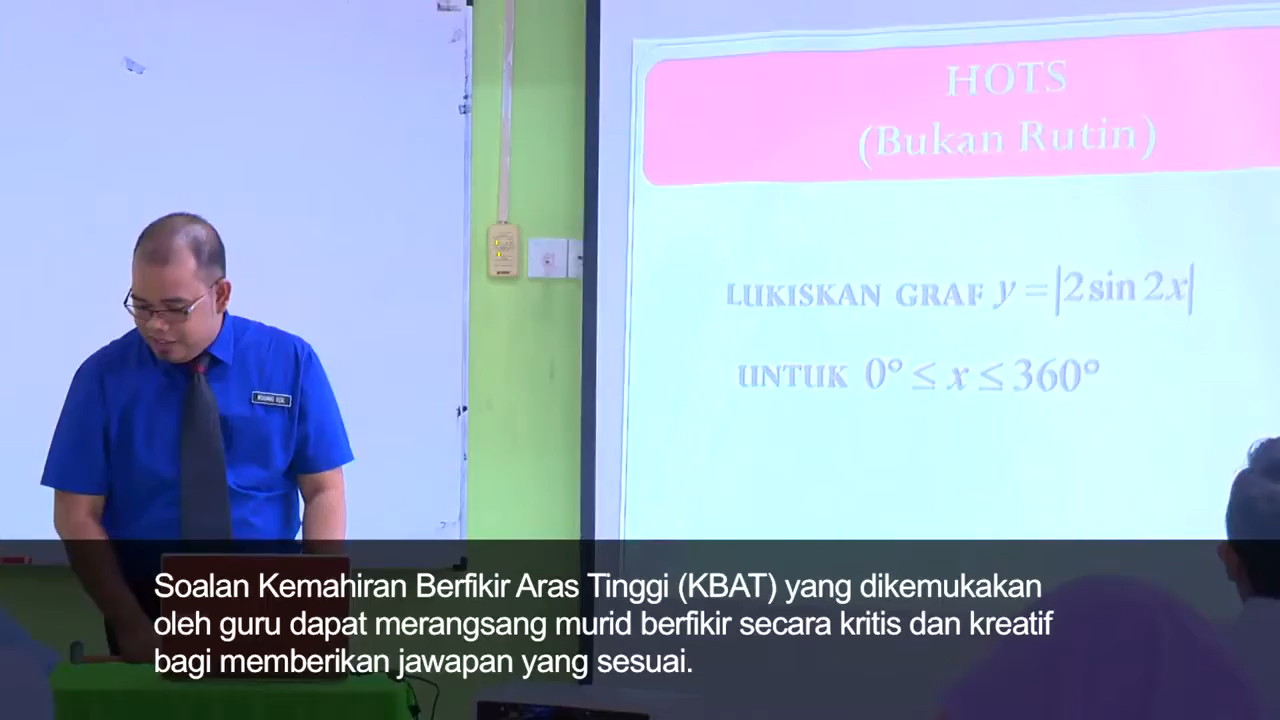 HOTS
(Bukan Rutin)
LUKISKAN GRAF y = |2 sin 2x|
UNTUK 0° ≤ x ≤ 360°
Soalan Kemahiran Berfikir Aras Tinggi (KBAT) yang dikemukakan
oleh guru dapat merangsang murid berfikir secara kritis dan kreatif
bagi memberikan jawapan yang sesuai.